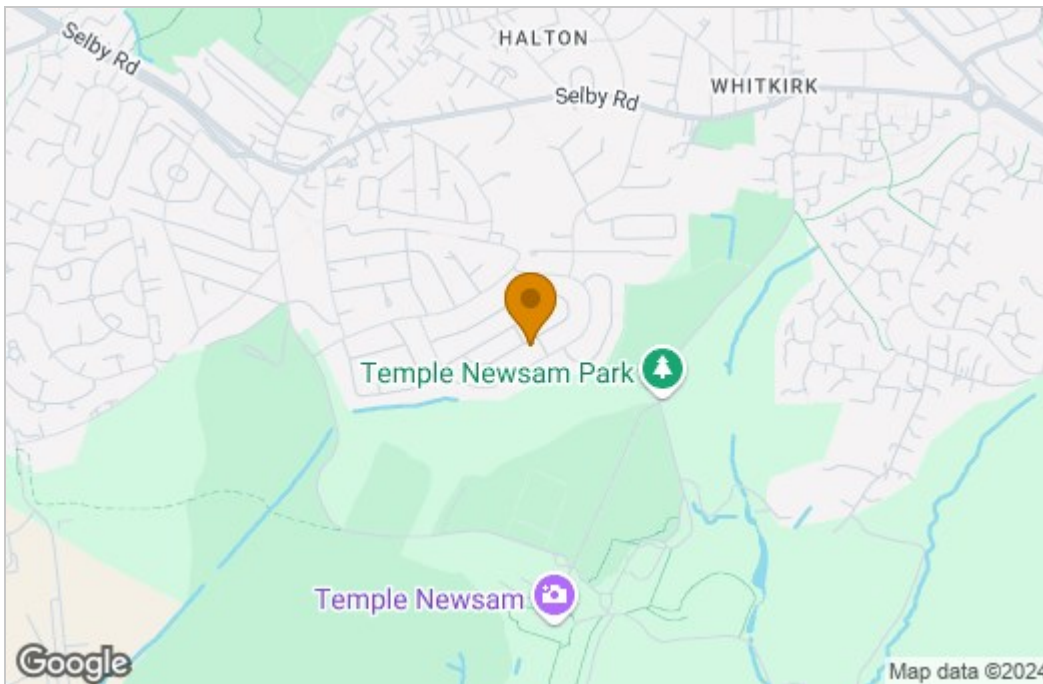 Selby Rd
HALTON
Selby Rd
WHITKIRK
Temple Newsam Park
Temple Newsam
Google
Map data ©2024